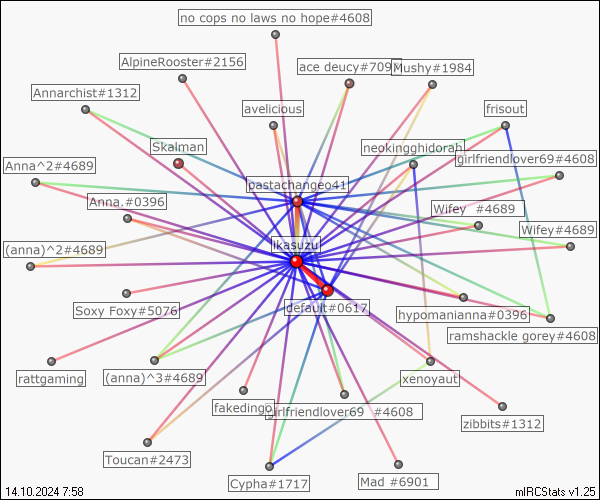 no cops no laws no hope#4608
AlpineRooster#2156
ace deucy#709
Mushy#1984
Annarchist#1312
avelicious
frisout
Skalman
neokingghidorah
Anna^2#4689
girlfriendlover69#4608
pastachangeo41
Anna.#0396
Wifey #4689
Wifey#4689
(anna)^2#4689
likasuzu
Soxy Foxy#5076
default#0617
hypomanianna#0396
ramshackle gorey#4608
rattgaming
(anna)^3#4689
xenoyaut
fakedingo
girlfriendlover69 #4608
zibbits#1312
Toucan#2473
Cypha#1717
Mad #6901
14.10.2024 7:58
mIRCStats v1.25